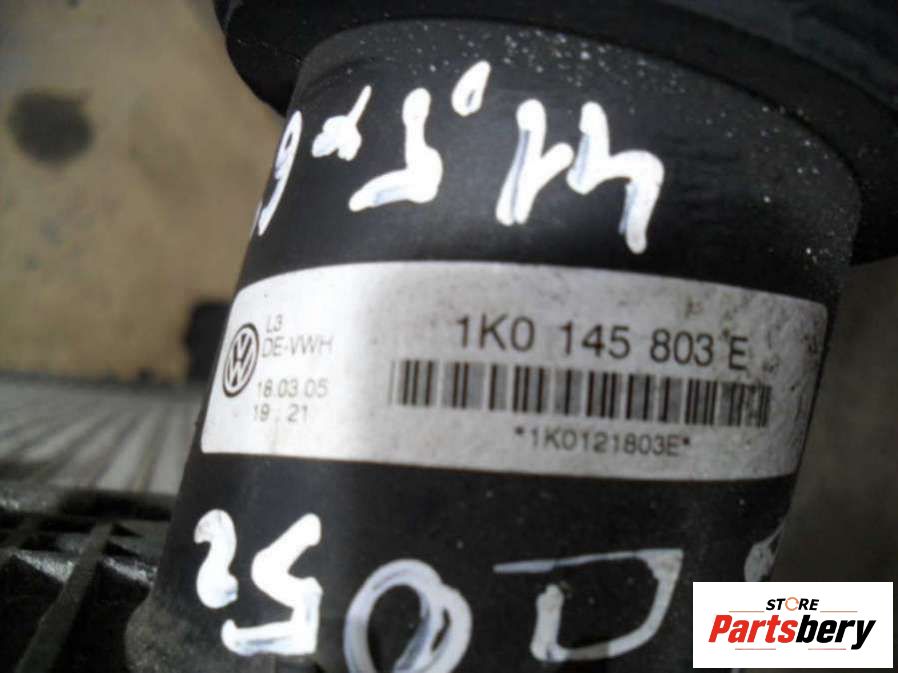 L3
DE-VWH
18.03.05
19:21
1K0 145 803 E
*1K0121803E*
STORE
Partsbery